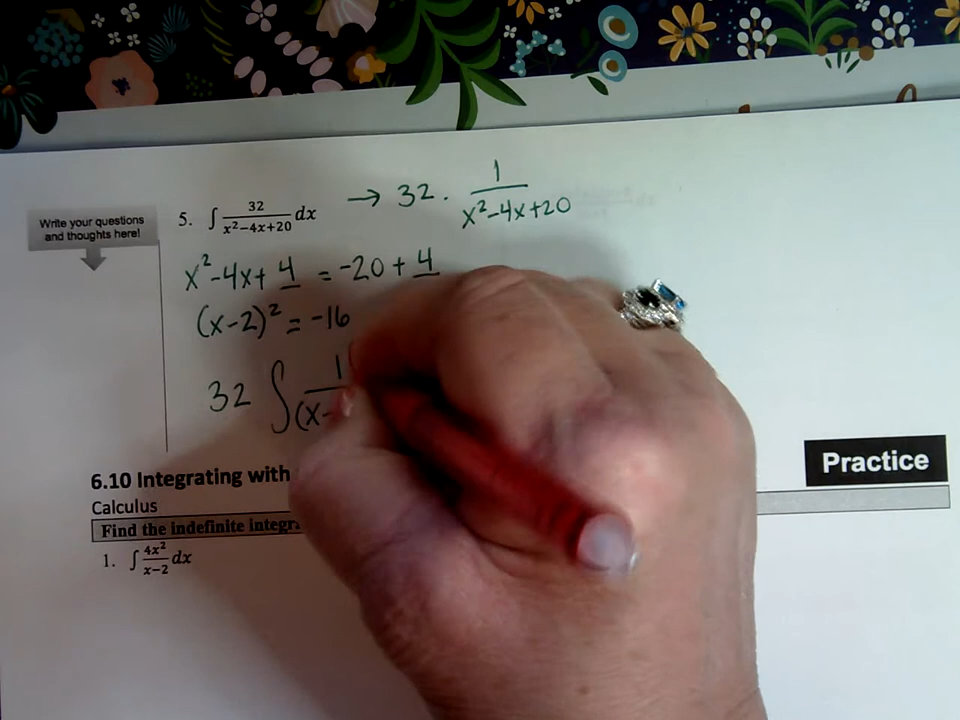 Write your questions
and thoughts here!
5. ∫ 32/(x²−4x+20) dx → 32 · 1/(x²-4x+20)
x²-4x+4 = -20+4
(x-2)² = -16
32 ∫ 1/(x-
6.10 Integrating with
Calculus
Practice
Find the indefinite
1. ∫ 4x²/(x−2) dx